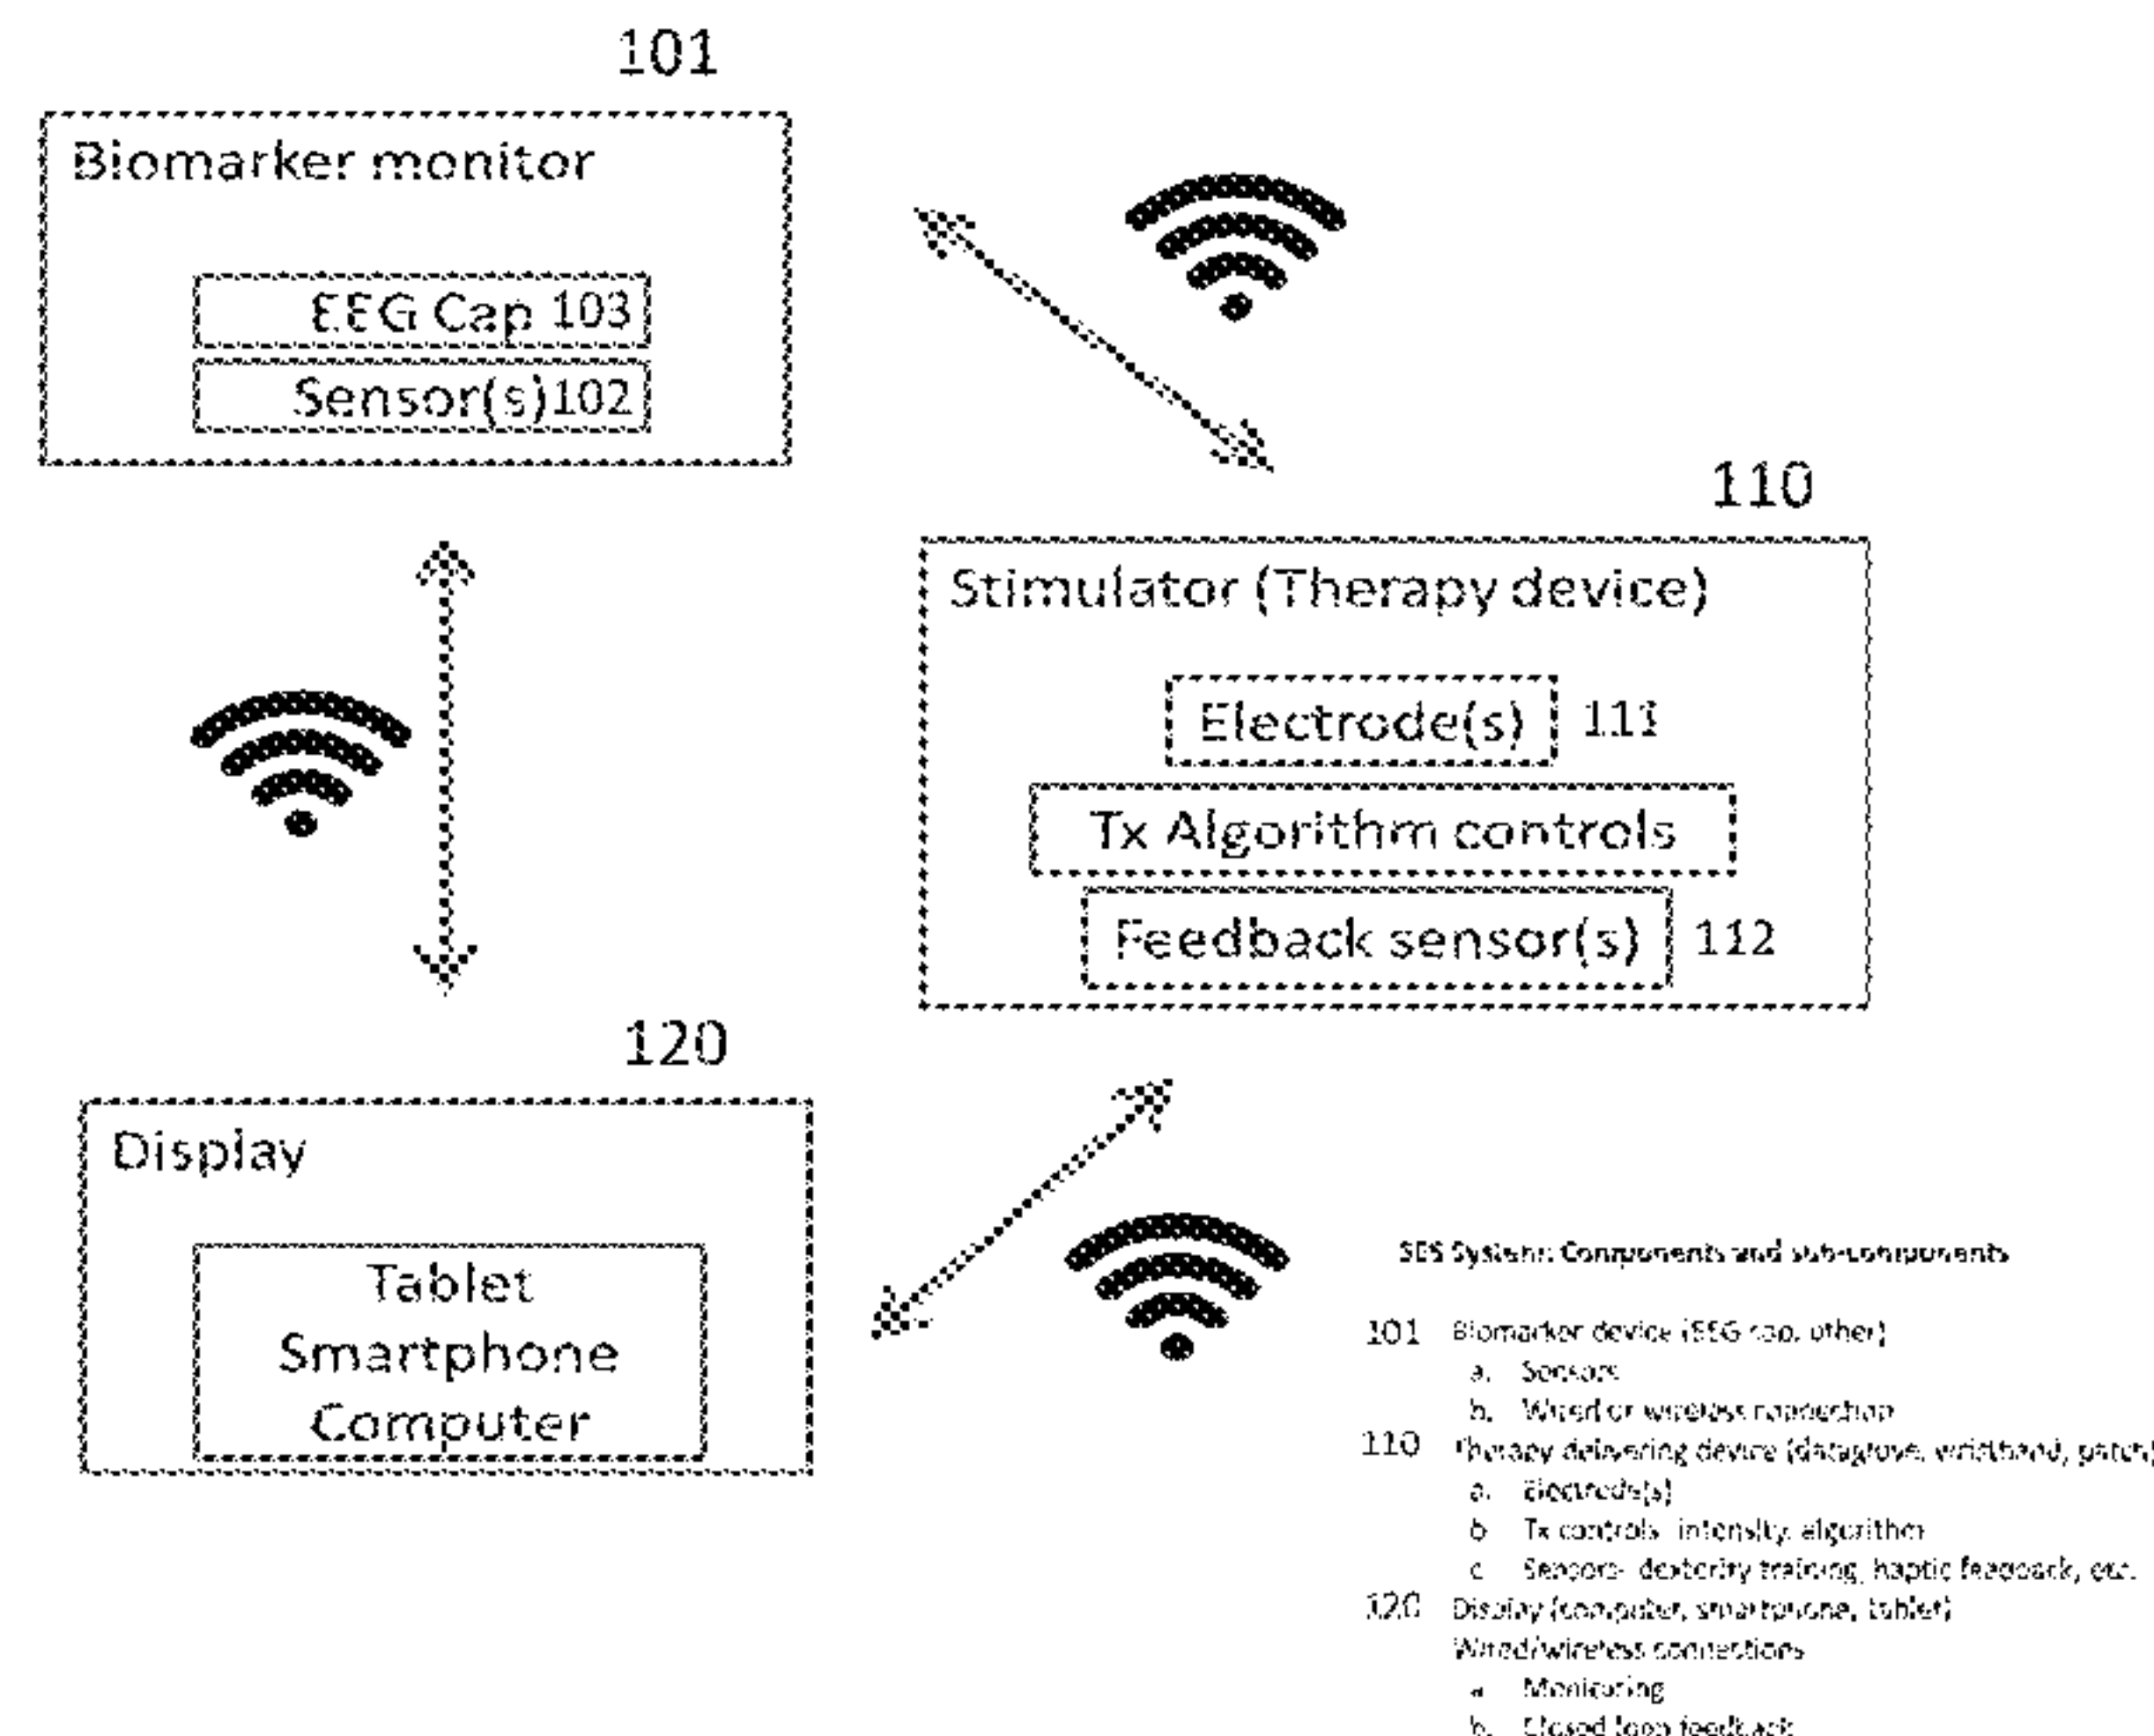 101
Biomarker monitor
EEG Cap 103
Sensor(s)102
110
Stimulator (Therapy device)
Electrode(s) 111
Tx Algorithm controls
Feedback sensor(s) 112
120
Display
Tablet
Smartphone
Computer
System: Components and sub-components
101 Biomarker device (EEG cap, other)
a. Sensors
b. Wired or wireless connection
110 Therapy delivering device (dataglove, wristband, patch)
a. Electrode(s)
b Tx controls- intensity, algorithm
c Sensors- dexterity training, haptic feedback, etc.
120 Display (computer, smartphone, tablet)
Wired/wireless connections
a Monitoring
b. Closed loop feedback